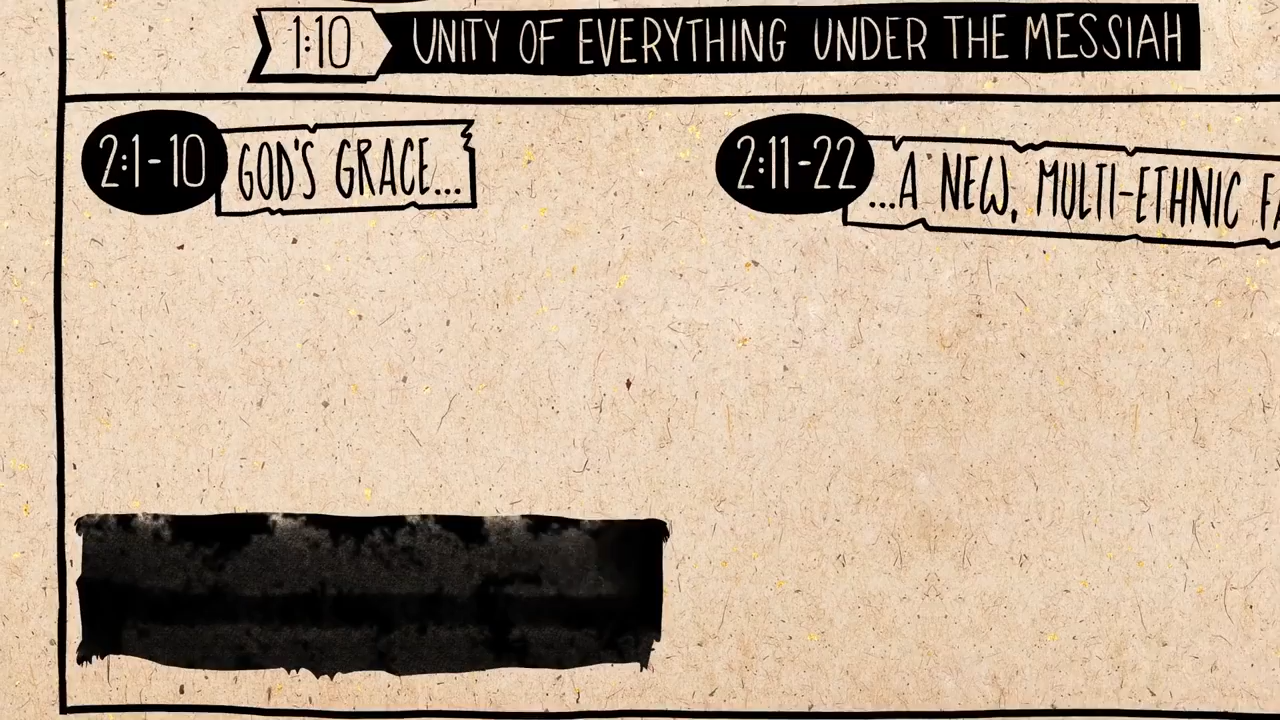 1:10 UNITY OF EVERYTHING UNDER THE MESSIAH
2:1-10 GOD'S GRACE...
2:11-22 ...A NEW, MULTI-ETHNIC